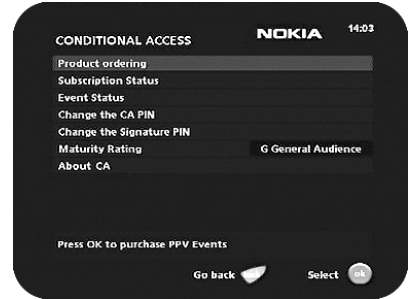 14:03
CONDITIONAL ACCESS NOKIA
Product ordering
Subscription Status
Event Status
Change the CA PIN
Change the Signature PIN
Maturity Rating G General Audience
About CA
Press OK to purchase PPV Events
Go back Select ok